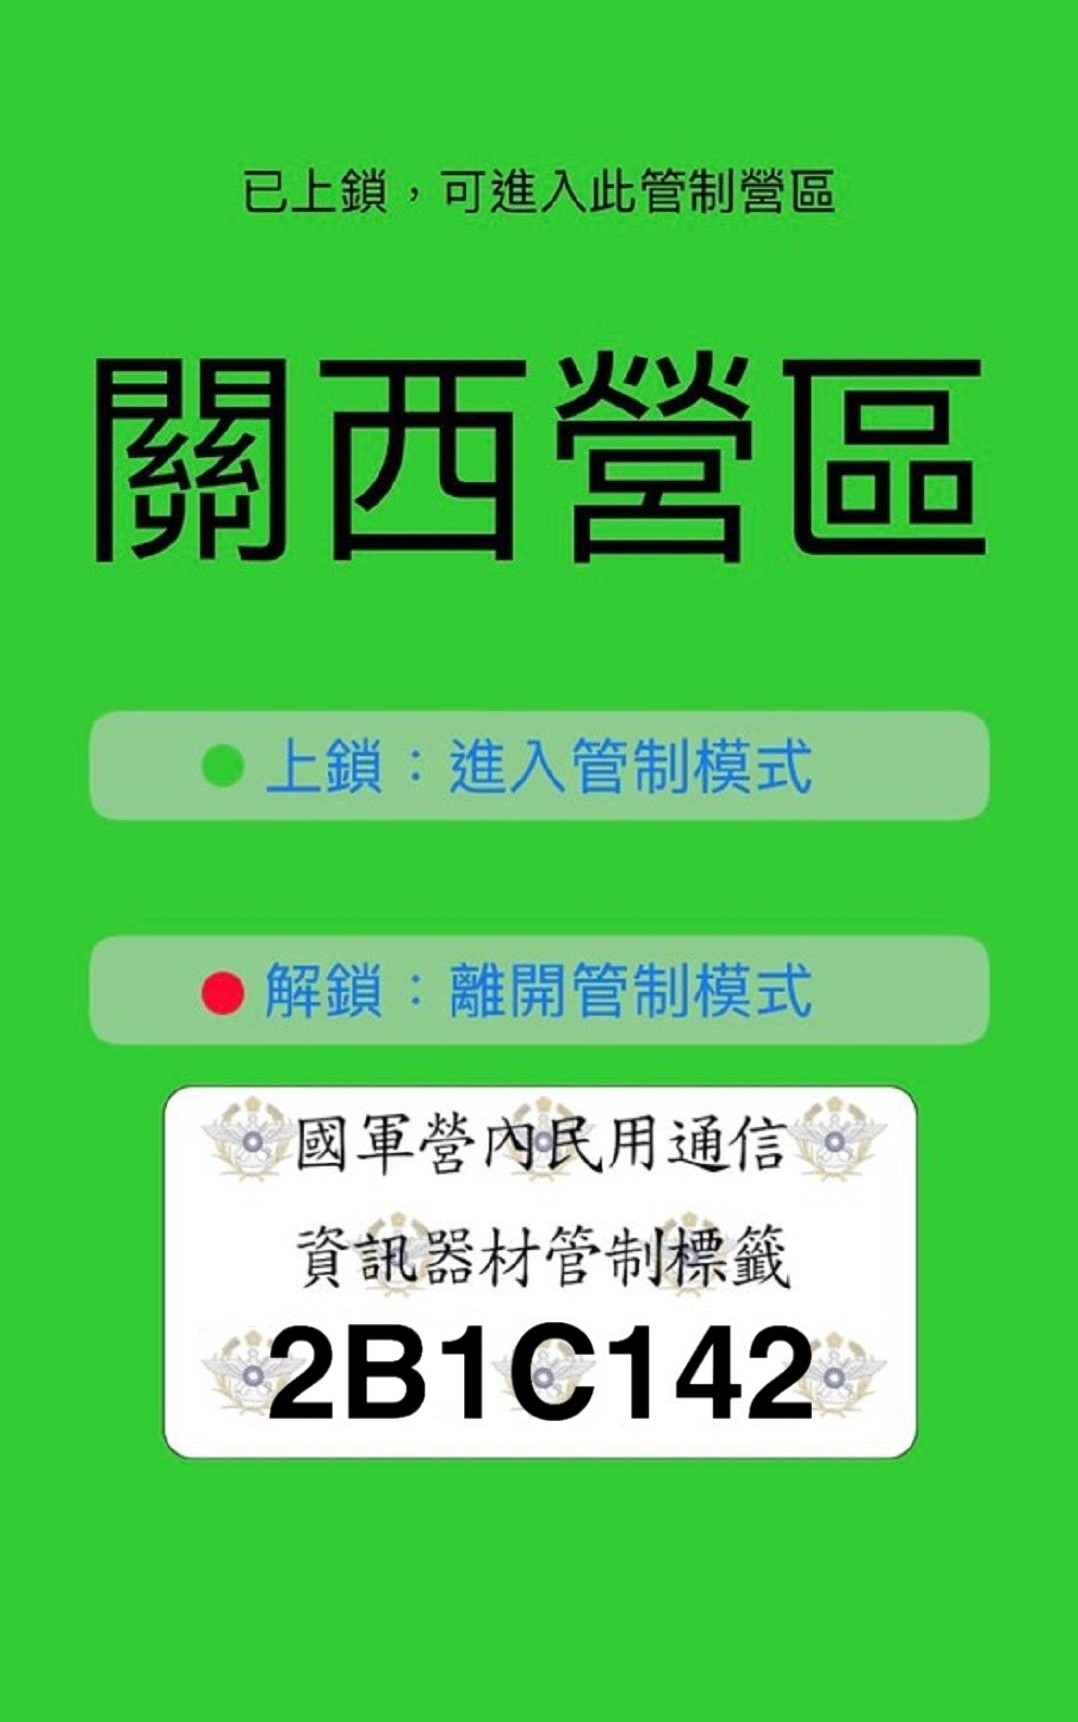 已上鎖，可進入此管制營區
關西營區
上鎖：進入管制模式
解鎖：離開管制模式
國軍營內民用通信
資訊器材管制標籤
2B1C142